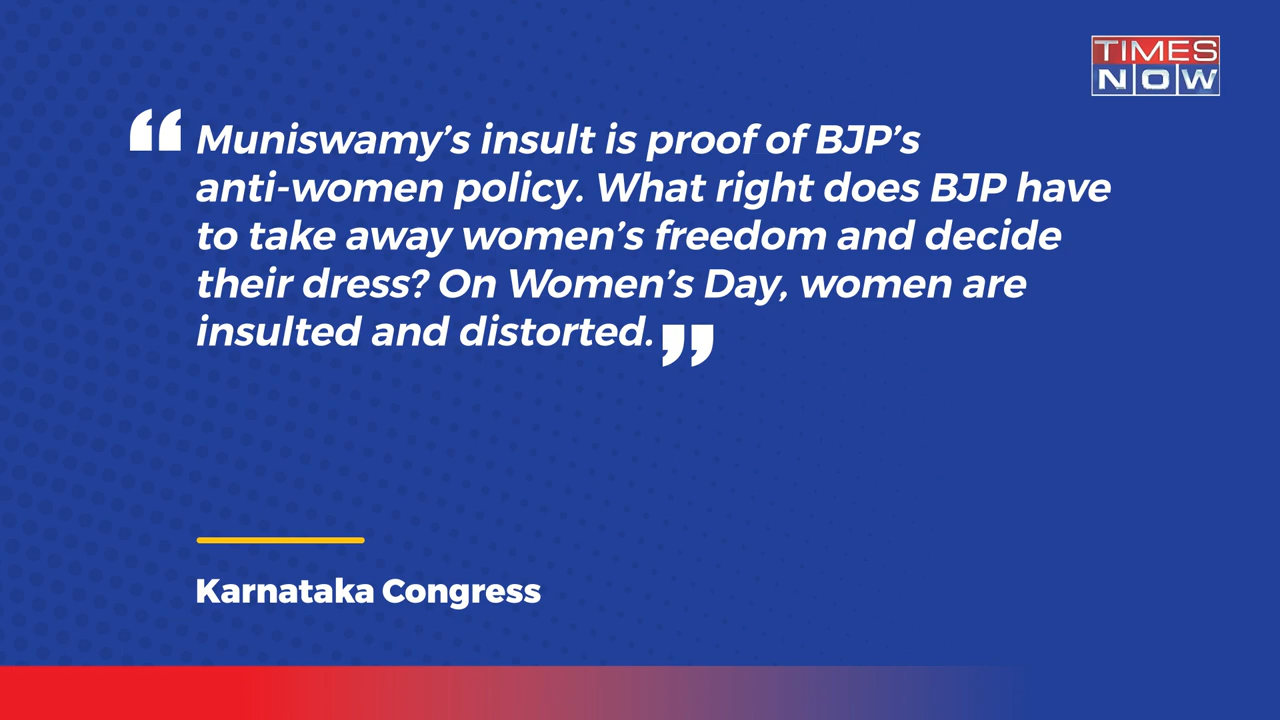 TIMES
NOW
“Muniswamy’s insult is proof of BJP’s
anti-women policy. What right does BJP have
to take away women’s freedom and decide
their dress? On Women’s Day, women are
insulted and distorted.”
Karnataka Congress